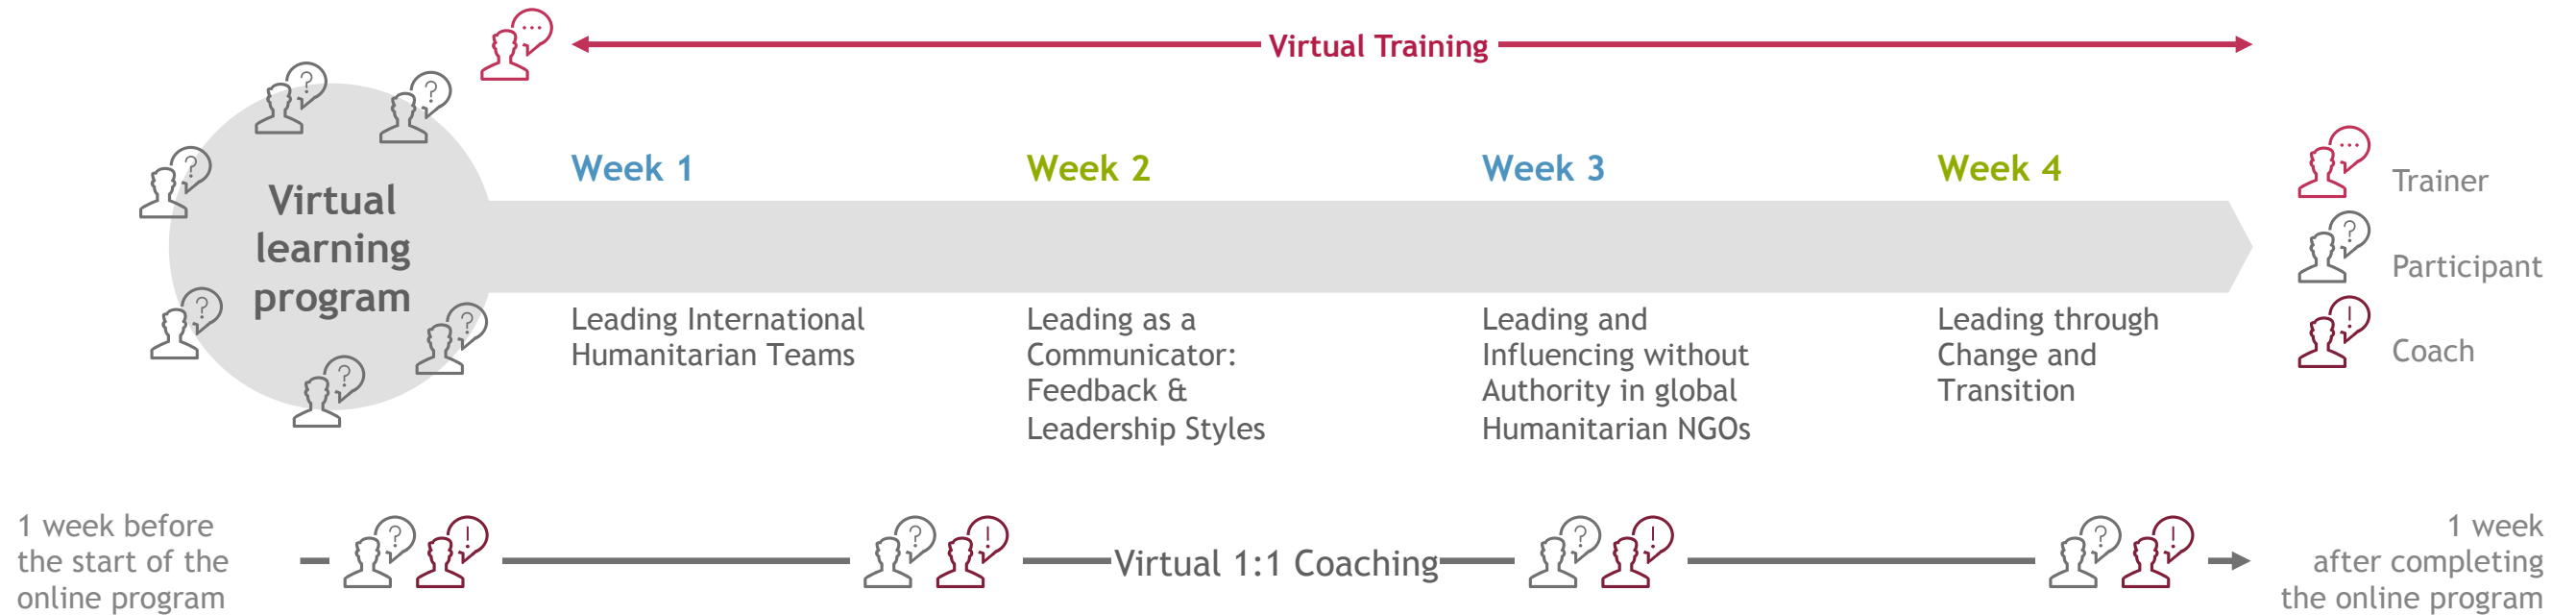 Virtual Training
Virtual
learning
program
Week 1
Leading International
Humanitarian Teams
Week 2
Leading as a
Communicator:
Feedback &
Leadership Styles
Week 3
Leading and
Influencing without
Authority in global
Humanitarian NGOs
Week 4
Leading through
Change and
Transition
Trainer
Participant
Coach
1 week before
the start of the
online program
Virtual 1:1 Coaching
1 week
after completing
the online program